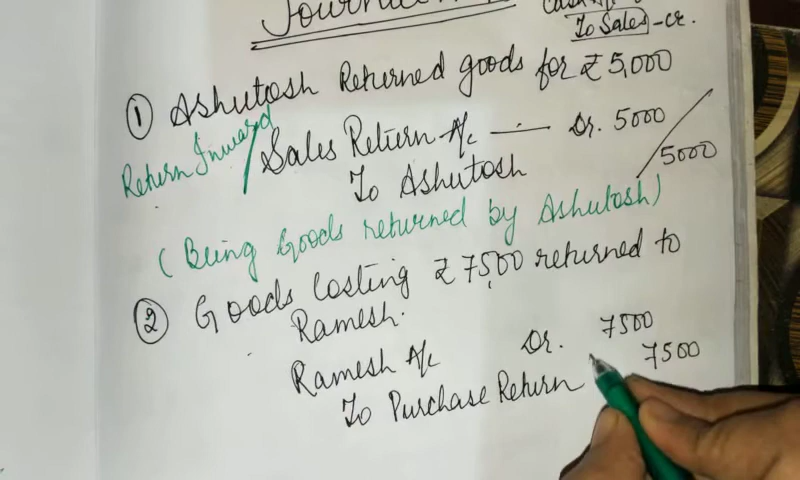 To Sales - cr.
① Ashutosh Returned goods for ₹ 5,000
Return Inward / Sales Return A/c — Dr. 5000
To Ashutosh 5000
(Being Goods returned by Ashutosh)
② Goods Costing ₹ 7,500 returned to
Ramesh.
Ramesh A/c Dr. 7500
To Purchase Return 7500